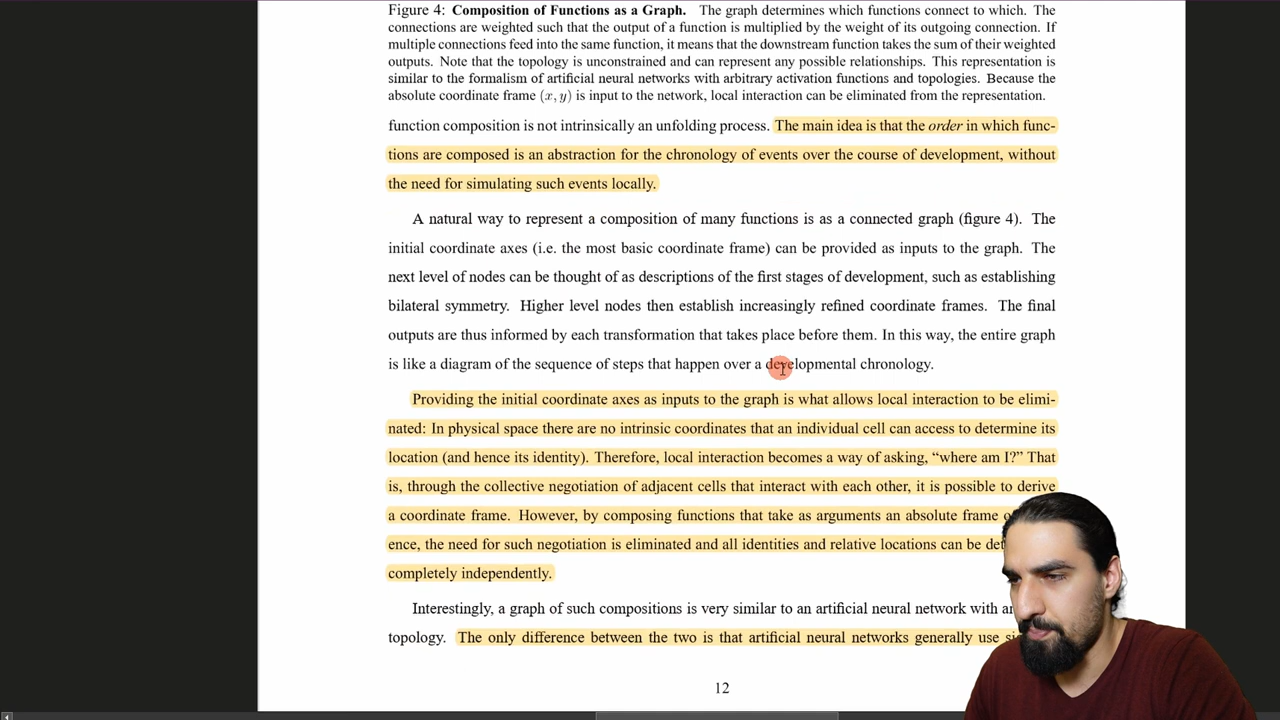 Figure 4: Composition of Functions as a Graph. The graph determines which functions connect to which. The
connections are weighted such that the output of a function is multiplied by the weight of its outgoing connection. If
multiple connections feed into the same function, it means that the downstream function takes the sum of their weighted
outputs. Note that the topology is unconstrained and can represent any possible relationships. This representation is
similar to the formalism of artificial neural networks with arbitrary activation functions and topologies. Because the
absolute coordinate frame (x, y) is input to the network, local interaction can be eliminated from the representation.
function composition is not intrinsically an unfolding process. The main idea is that the order in which func-
tions are composed is an abstraction for the chronology of events over the course of development, without
the need for simulating such events locally.
A natural way to represent a composition of many functions is as a connected graph (figure 4). The
initial coordinate axes (i.e. the most basic coordinate frame) can be provided as inputs to the graph. The
next level of nodes can be thought of as descriptions of the first stages of development, such as establishing
bilateral symmetry. Higher level nodes then establish increasingly refined coordinate frames. The final
outputs are thus informed by each transformation that takes place before them. In this way, the entire graph
is like a diagram of the sequence of steps that happen over a developmental chronology.
Providing the initial coordinate axes as inputs to the graph is what allows local interaction to be elimi-
nated: In physical space there are no intrinsic coordinates that an individual cell can access to determine its
location (and hence its identity). Therefore, local interaction becomes a way of asking, “where am I?” That
is, through the collective negotiation of adjacent cells that interact with each other, it is possible to derive
a coordinate frame. However, by composing functions that take as arguments an absolute frame
ence, the need for such negotiation is eliminated and all identities and relative locations can be
completely independently.
Interestingly, a graph of such compositions is very similar to an artificial neural network with
topology. The only difference between the two is that artificial neural networks generally use
12